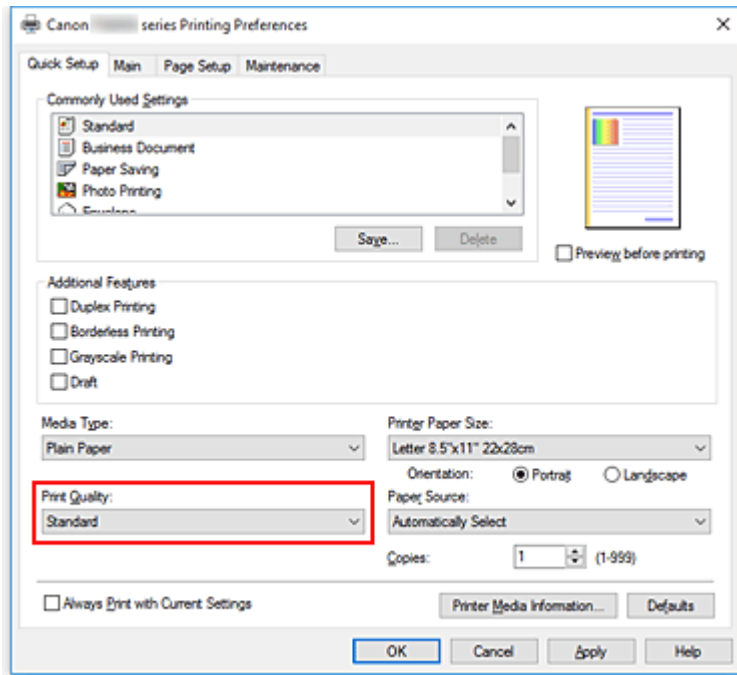 Canon series Printing Preferences
Quick Setup Main Page Setup Maintenance
Commonly Used Settings
Standard
Business Document
Paper Saving
Photo Printing
Envelope
Save... Delete
Preview before printing
Additional Features
Duplex Printing
Borderless Printing
Grayscale Printing
Draft
Media Type:
Plain Paper
Printer Paper Size:
Letter 8.5"x11" 22x28cm
Orientation: Portrait Landscape
Print Quality:
Standard
Paper Source:
Automatically Select
Copies: 1 (1-999)
Always Print with Current Settings
Printer Media Information... Defaults
OK Cancel Apply Help